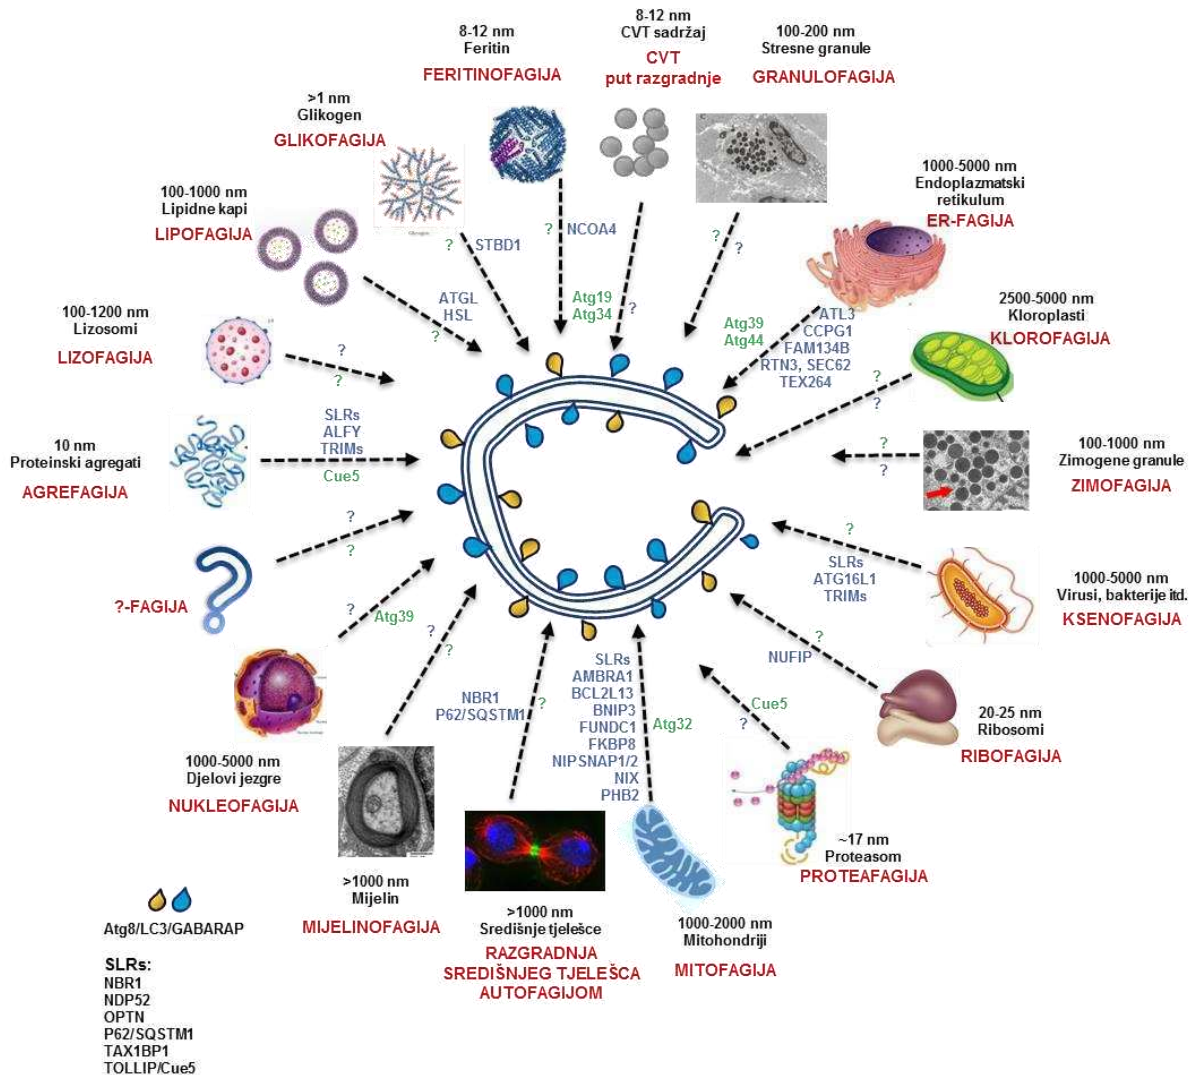 8-12 nm
Feritin
FERITINOFAGIJA
8-12 nm
CVT sadržaj
CVT
put razgradnje
100-200 nm
Stresne granule
GRANULOFAGIJA
>1 nm
Glikogen
GLIKOFAGIJA
Glycogen
C
1000-5000 nm
Endoplazmatski
retikulum
ER-FAGIJA
100-1000 nm
Lipidne kapi
LIPOFAGIJA
?
STBD1
?
NCOA4
?
?
ATGL
HSL
?
Atg19
Atg34
?
Atg39
Atg44
ATL3
CCPG1
FAM134B
RTN3, SEC62
TEX264
2500-5000 nm
Kloroplasti
KLOROFAGIJA
?
?
100-1200 nm
Lizosomi
LIZOFAGIJA
?
?
10 nm
Proteinski agregati
AGREFAGIJA
SLRs
ALFY
TRIMs
Cue5
?
?
100-1000 nm
Zimogene granule
ZIMOFAGIJA
?
?
?-FAGIJA
?
SLRs
ATG16L1
TRIMs
1000-5000 nm
Virusi, bakterije itd.
KSENOFAGIJA
?
Atg39
1000-5000 nm
Djelovi jezgre
NUKLEOFAGIJA
?
?
>1000 nm
Mijelin
MIJELINOFAGIJA
NBR1
P62/SQSTM1
?
>1000 nm
Središnje tjelešce
RAZGRADNJA
SREDIŠNJEG TJELEŠCA
AUTOFAGIJOM
SLRs
AMBRA1
BCL2L13
BNIP3
FUNDC1
FKBP8
NIPSNAP1/2
NIX
PHB2
Atg32
1000-2000 nm
Mitohondriji
MITOFAGIJA
Cue5
?
~17 nm
Proteasom
PROTEAFAGIJA
?
NUFIP
20-25 nm
Ribosomi
RIBOFAGIJA
Atg8/LC3/GABARAP
SLRs:
NBR1
NDP52
OPTN
P62/SQSTM1
TAX1BP1
TOLLIP/Cue5